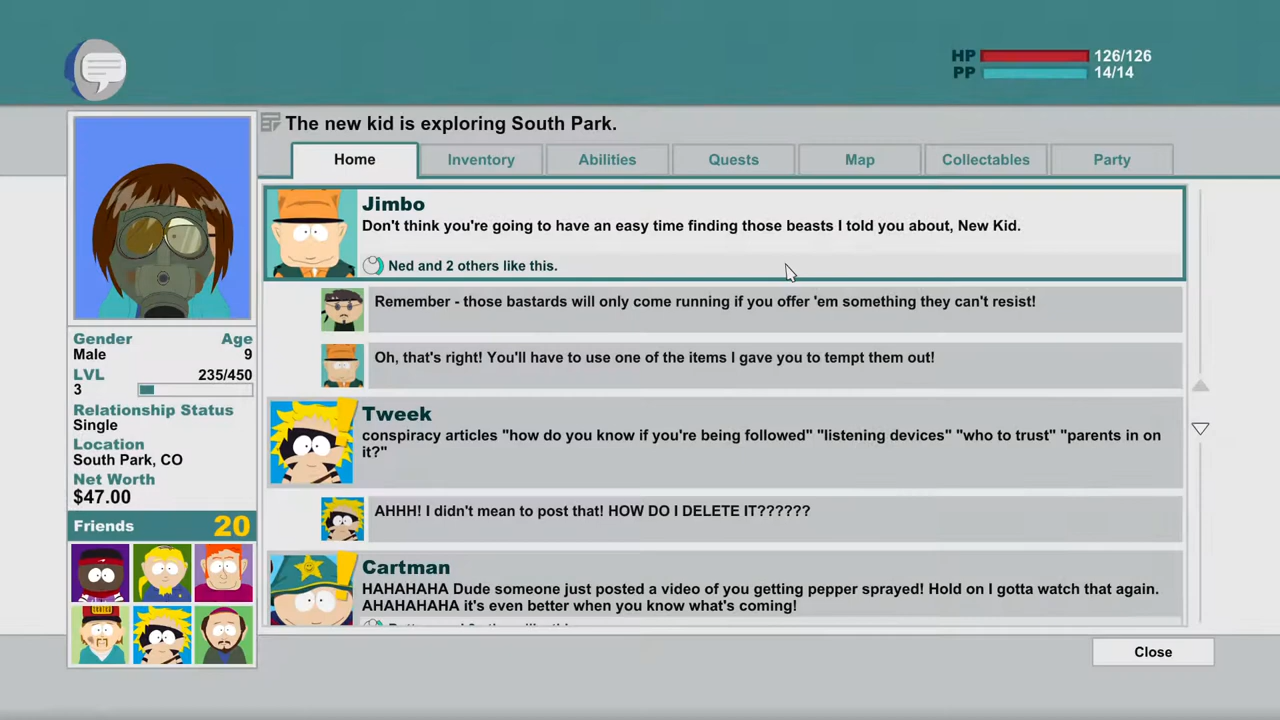 HP 126/126
PP 14/14
The new kid is exploring South Park.
Home Inventory Abilities Quests Map Collectables Party
Jimbo
Don't think you're going to have an easy time finding those beasts I told you about, New Kid.
Ned and 2 others like this.
Remember - those bastards will only come running if you offer 'em something they can't resist!
Oh, that's right! You'll have to use one of the items I gave you to tempt them out!
Tweek
conspiracy articles "how do you know if you're being followed" "listening devices" "who to trust" "parents in on
it?"
AHHH! I didn't mean to post that! HOW DO I DELETE IT??????
Cartman
HAHAHAHA Dude someone just posted a video of you getting pepper sprayed! Hold on I gotta watch that again.
AHAHAHAHA it's even better when you know what's coming!
Gender Age
Male 9
LVL 235/450
3
Relationship Status
Single
Location
South Park, CO
Net Worth
$47.00
Friends 20
Close